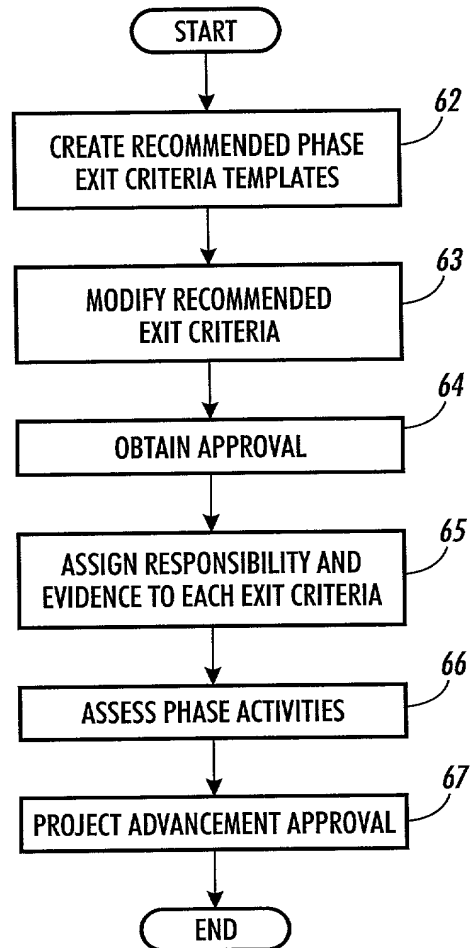 START
62
CREATE RECOMMENDED PHASE
EXIT CRITERIA TEMPLATES
63
MODIFY RECOMMENDED
EXIT CRITERIA
64
OBTAIN APPROVAL
65
ASSIGN RESPONSIBILITY AND
EVIDENCE TO EACH EXIT CRITERIA
66
ASSESS PHASE ACTIVITIES
67
PROJECT ADVANCEMENT APPROVAL
END